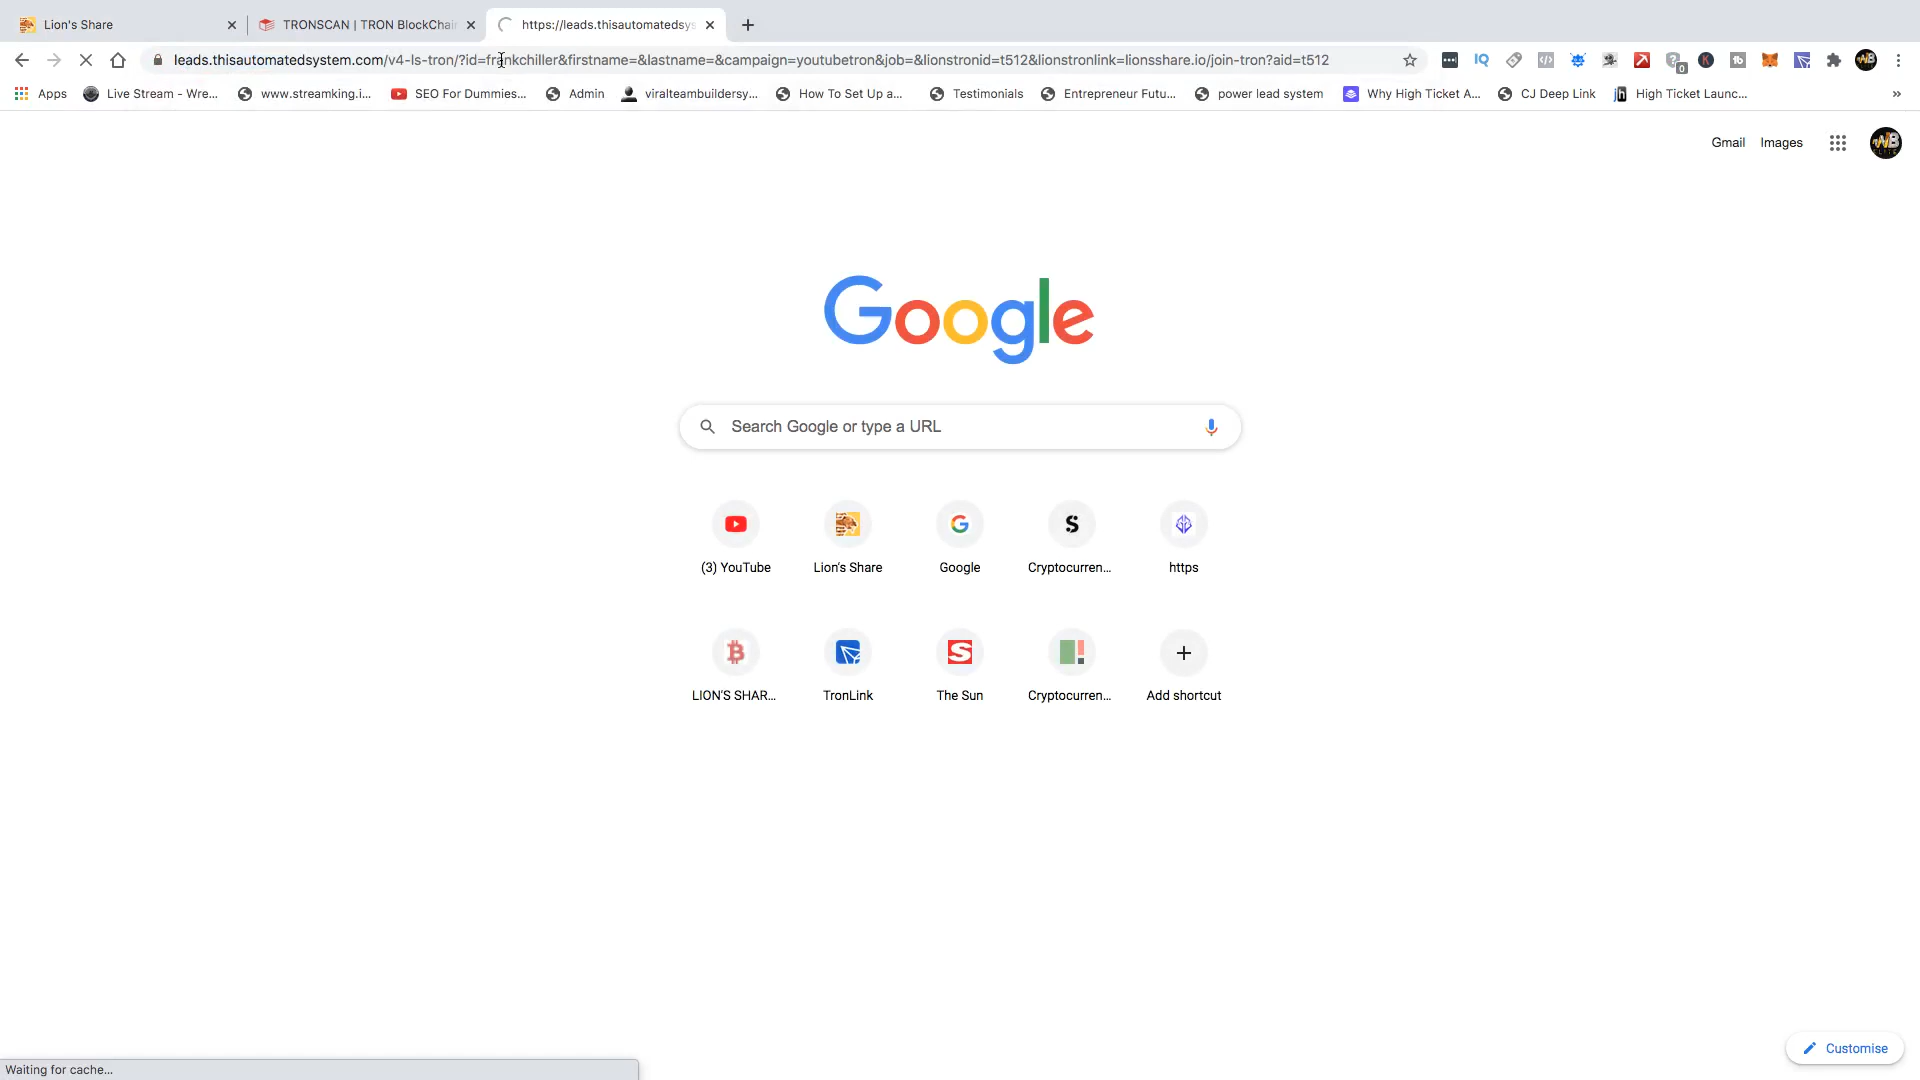 Lion's Share
TRONSCAN | TRON BlockChain
https://leads.thisautomatedsys
leads.thisautomatedsystem.com/v4-ls-tron/?id=frankchiller&firstname=&lastname=&campaign=youtubetron&job=&lionstronid=t512&lionstronlink=lionsshare.io/join-tron?aid=t512
Apps
Live Stream - Wre...
www.streamking.i...
SEO For Dummies...
Admin
viralteambuildersy...
How To Set Up a...
Testimonials
Entrepreneur Futu...
power lead system
Why High Ticket A...
CJ Deep Link
High Ticket Launc...
»
Gmail
Images
Google
Search Google or type a URL
(3) YouTube
Lion's Share
Google
Cryptocurren...
https
LION'S SHAR...
TronLink
The Sun
Cryptocurren...
Add shortcut
Customise
Waiting for cache...